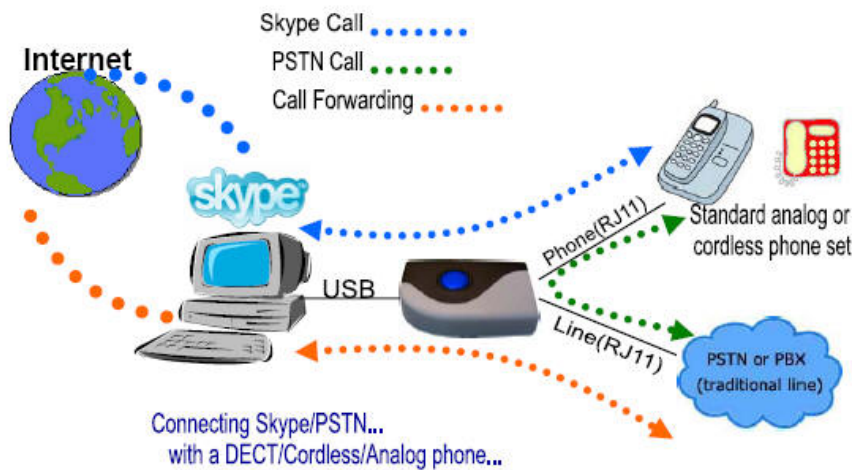 Skype Call
PSTN Call
Call Forwarding
Internet
skype
USB
Phone(RJ11)
Line(RJ11)
Standard analog or
cordless phone set
PSTN or PBX
(traditional line)
Connecting Skype/PSTN...
with a DECT/Cordless/Analog phone...